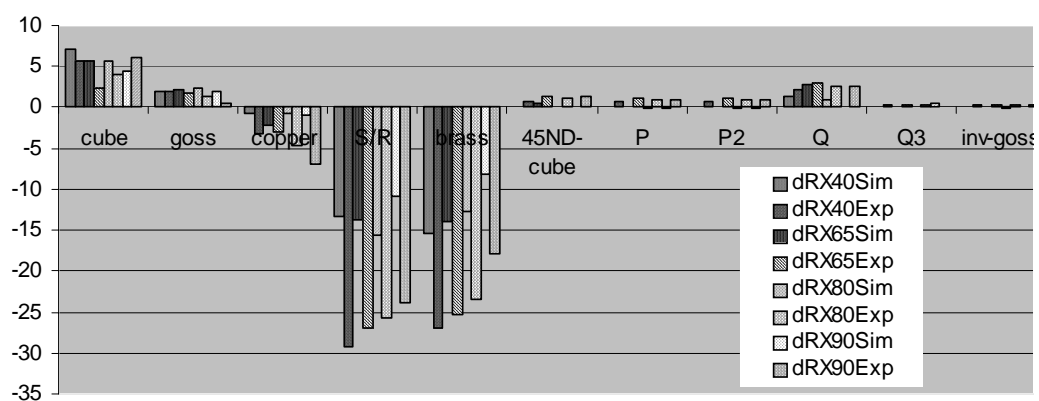 10
5
0
-5
-10
-15
-20
-25
-30
-35
cube goss copper S/R brass 45ND- P P2 Q Q3 inv-goss
cube
dRX40Sim
dRX40Exp
dRX65Sim
dRX65Exp
dRX80Sim
dRX80Exp
dRX90Sim
dRX90Exp